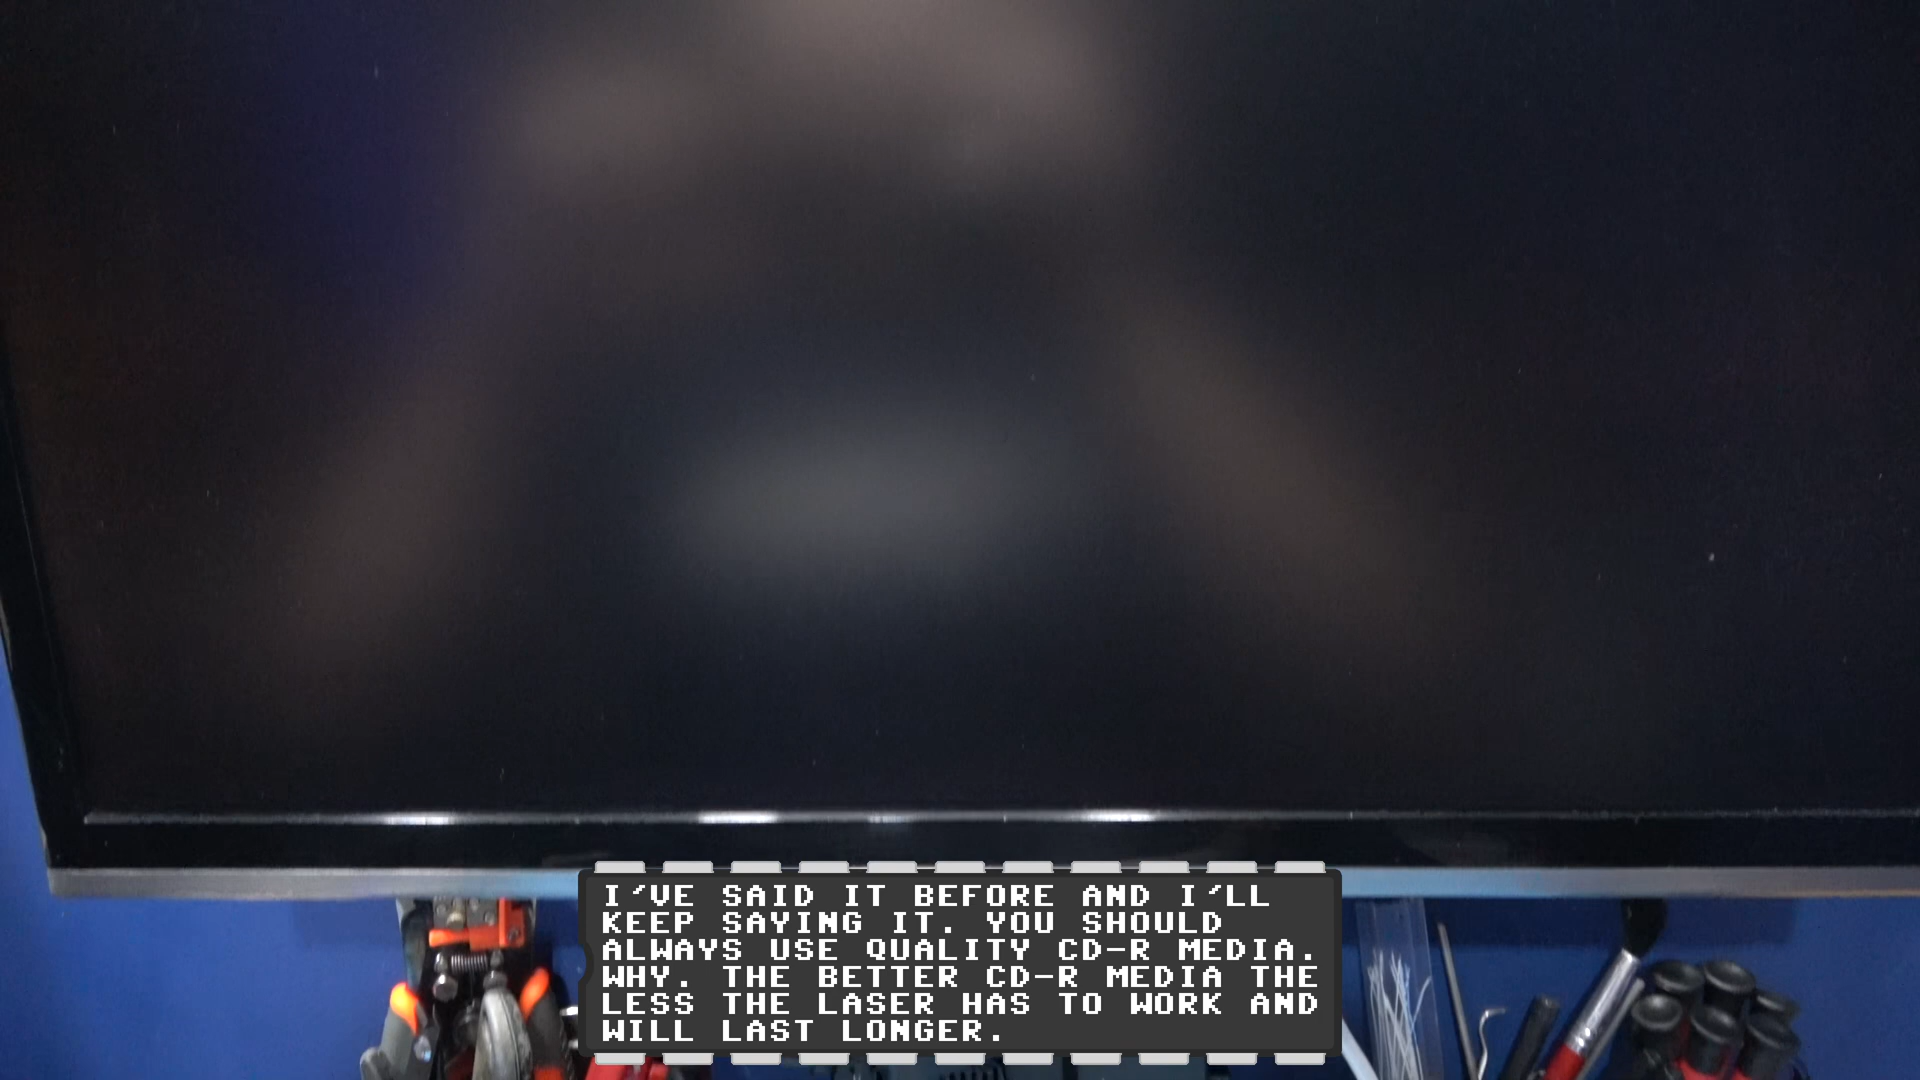 I'VE SAID IT BEFORE AND I'LL
KEEP SAYING IT. YOU SHOULD
ALWAYS USE QUALITY CD-R MEDIA.
WHY. THE BETTER CD-R MEDIA THE
LESS THE LASER HAS TO WORK AND
WILL LAST LONGER.